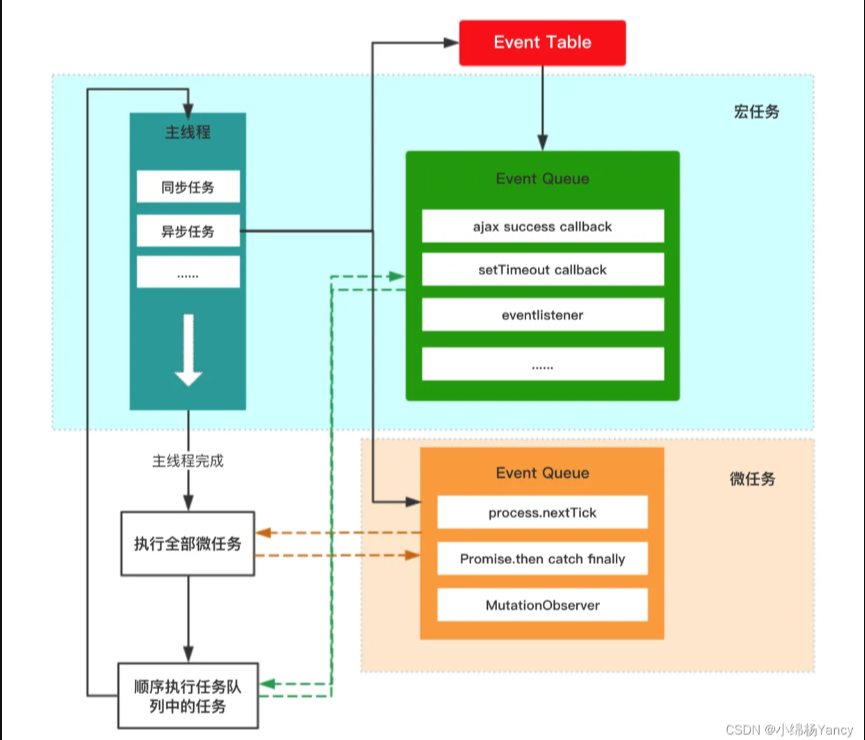 Event Table
宏任务
主线程
同步任务
异步任务
......
Event Queue
ajax success callback
setTimeout callback
eventlistener
......
主线程完成
执行全部微任务
顺序执行任务队
列中的任务
微任务
Event Queue
process.nextTick
Promise.then catch finally
MutationObserver
CSDN @小绵杨Yancy